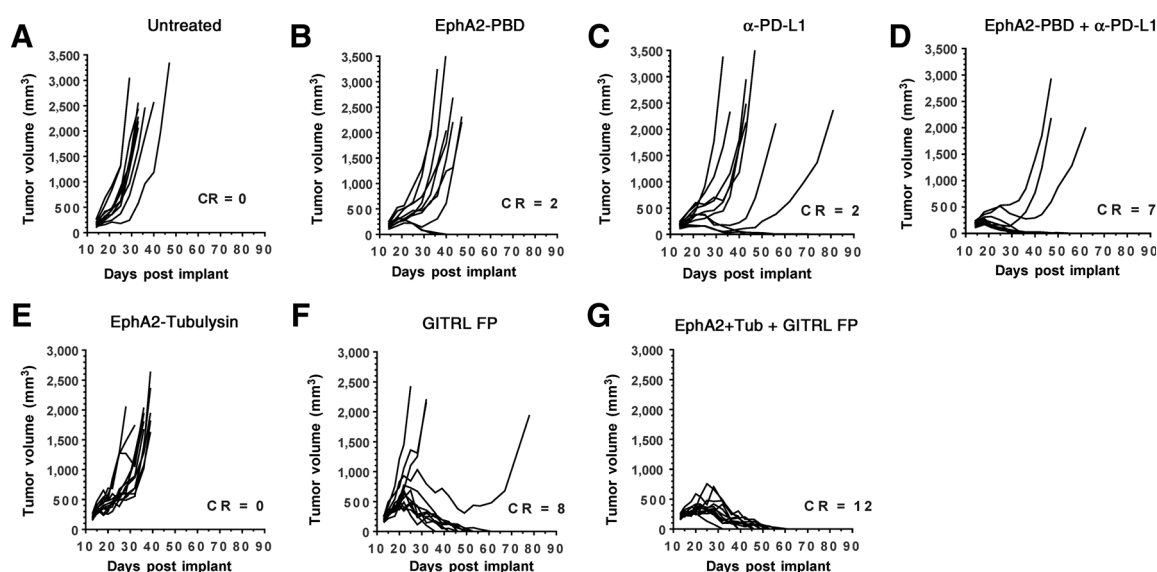 A
Untreated
Tumor volume (mm3)
3,500
3,000
2,500
2,000
1,500
1,000
500
0
CR = 0
10 20 30 40 50 60 70 80 90
Days post implant
B
EphA2-PBD
Tumor volume (mm3)
3,500
3,000
2,500
2,000
1,500
1,000
500
0
CR = 2
10 20 30 40 50 60 70 80 90
Days post implant
C
α-PD-L1
Tumor volume (mm3)
3,500
3,000
2,500
2,000
1,500
1,000
500
0
CR = 2
10 20 30 40 50 60 70 80 90
Days post implant
D
EphA2-PBD + α-PD-L1
Tumor volume (mm3)
3,500
3,000
2,500
2,000
1,500
1,000
500
0
CR = 7
10 20 30 40 50 60 70 80 90
Days post implant
E
EphA2-Tubulysin
Tumor volume (mm3)
3,000
2,500
2,000
1,500
1,000
500
0
CR = 0
10 20 30 40 50 60 70 80 90
Days post implant
F
GITRL FP
Tumor volume (mm3)
3,000
2,500
2,000
1,500
1,000
500
0
CR = 8
10 20 30 40 50 60 70 80 90
Days post implant
G
EphA2+Tub + GITRL FP
Tumor volume (mm3)
3,000
2,500
2,000
1,500
1,000
500
0
CR = 12
10 20 30 40 50 60 70 80 90
Days post implant